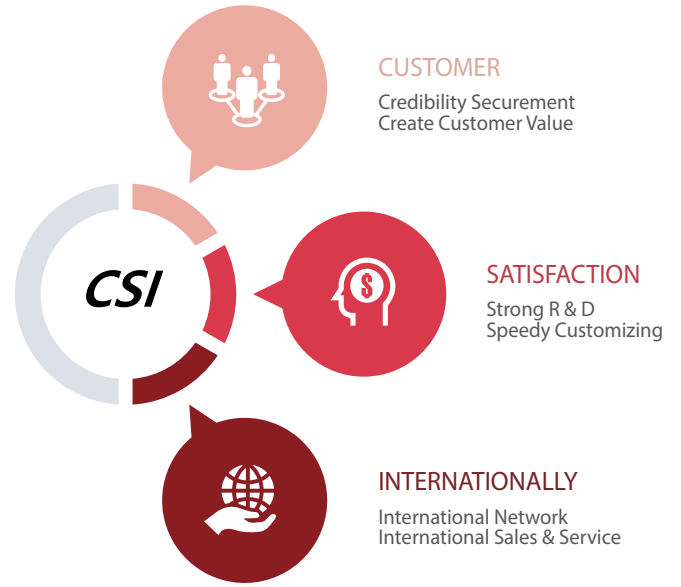 CUSTOMER
Credibility Securement
Create Customer Value
CSI
$
SATISFACTION
Strong R & D
Speedy Customizing
INTERNATIONALLY
International Network
International Sales & Service